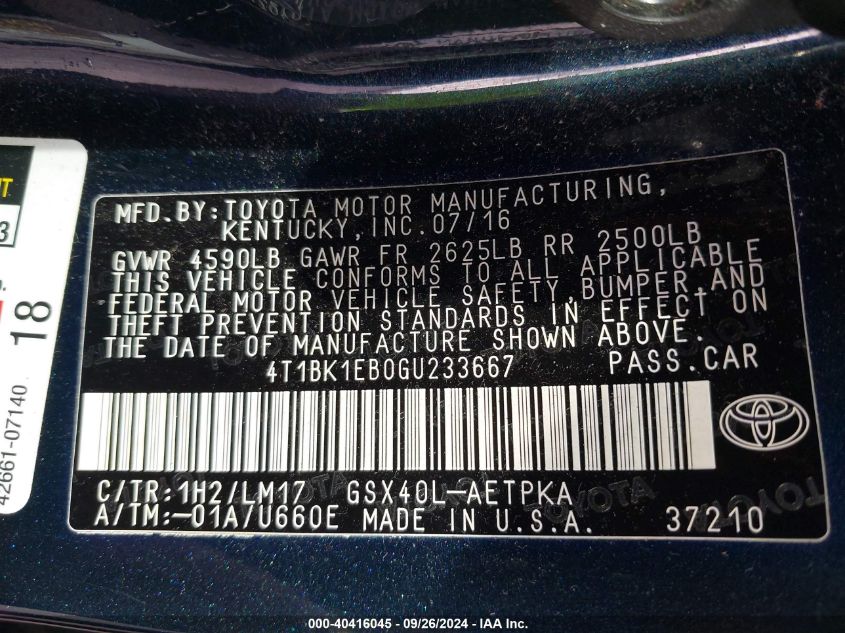 MFD.BY:TOYOTA MOTOR MANUFACTURING,
KENTUCKY,INC.07/16
GVWR 4590LB GAWR FR 2625LB RR 2500LB
THIS VEHICLE CONFORMS TO ALL APPLICABLE
FEDERAL MOTOR VEHICLE SAFETY,BUMPER,AND
THEFT PREVENTION STANDARDS IN EFFECT ON
THE DATE OF MANUFACTURE SHOWN ABOVE.
4T1BK1EB0GU233667 PASS.CAR
C/TR:1H2/LM17 GSX40L-AETPKA
A/TM:-01A/U660E MADE IN U.S.A. 37210
TOYOTA
18
42661-07140
3
000-40416045 - 09/26/2024 - IAA Inc.